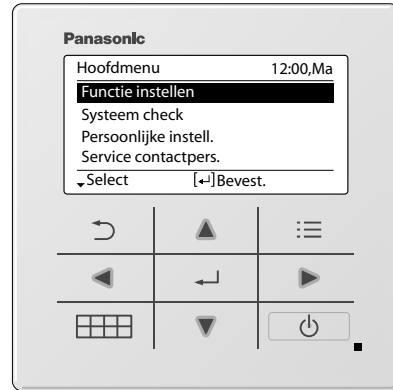 Panasonic
Hoofdmenu 12:00,Ma
Functie instellen
Systeem check
Persoonlijke instell.
Service contactpers.
Select [↵]Bevest.